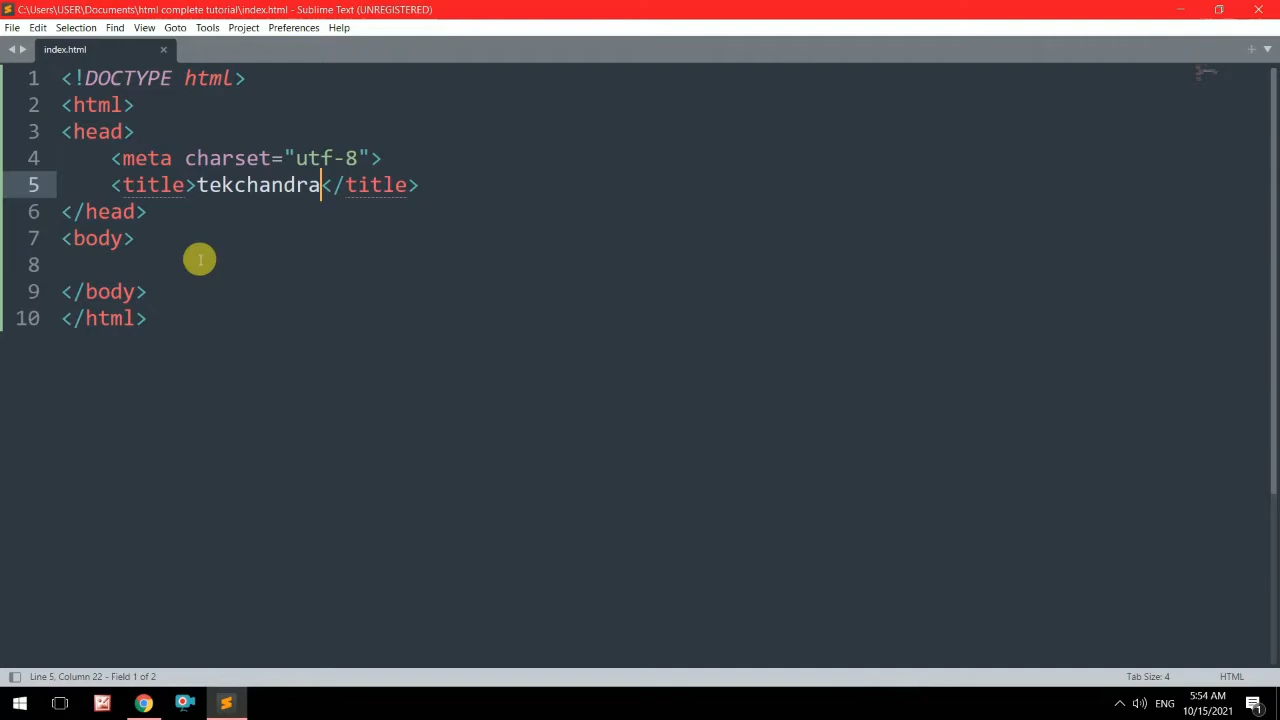 C:\Users\USER\Documents\html complete tutorial\index.html - Sublime Text (UNREGISTERED)
File Edit Selection Find View Goto Tools Project Preferences Help
index.html
1 <!DOCTYPE html>
2 <html>
3 <head>
4 <meta charset="utf-8">
5 <title>tekchandra</title>
6 </head>
7 <body>
8
9 </body>
10 </html>
Line 5, Column 22 - Field 1 of 2 Tab Size: 4 HTML
ENG 5:54 AM
10/15/2021 1